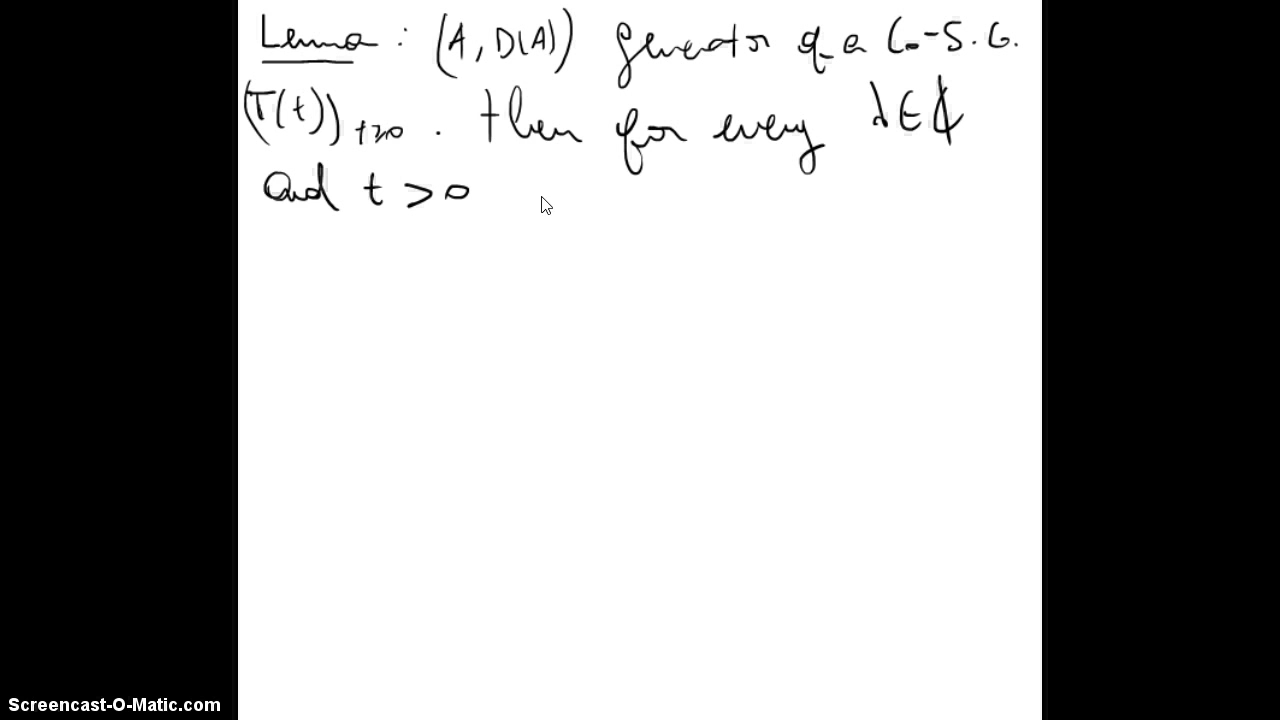 Lemma : (A, D(A)) generator of a C₀-S.G.
(T(t))ₜ≥₀ . then for every λ ∈ ℂ
and t > 0
Screencast-O-Matic.com